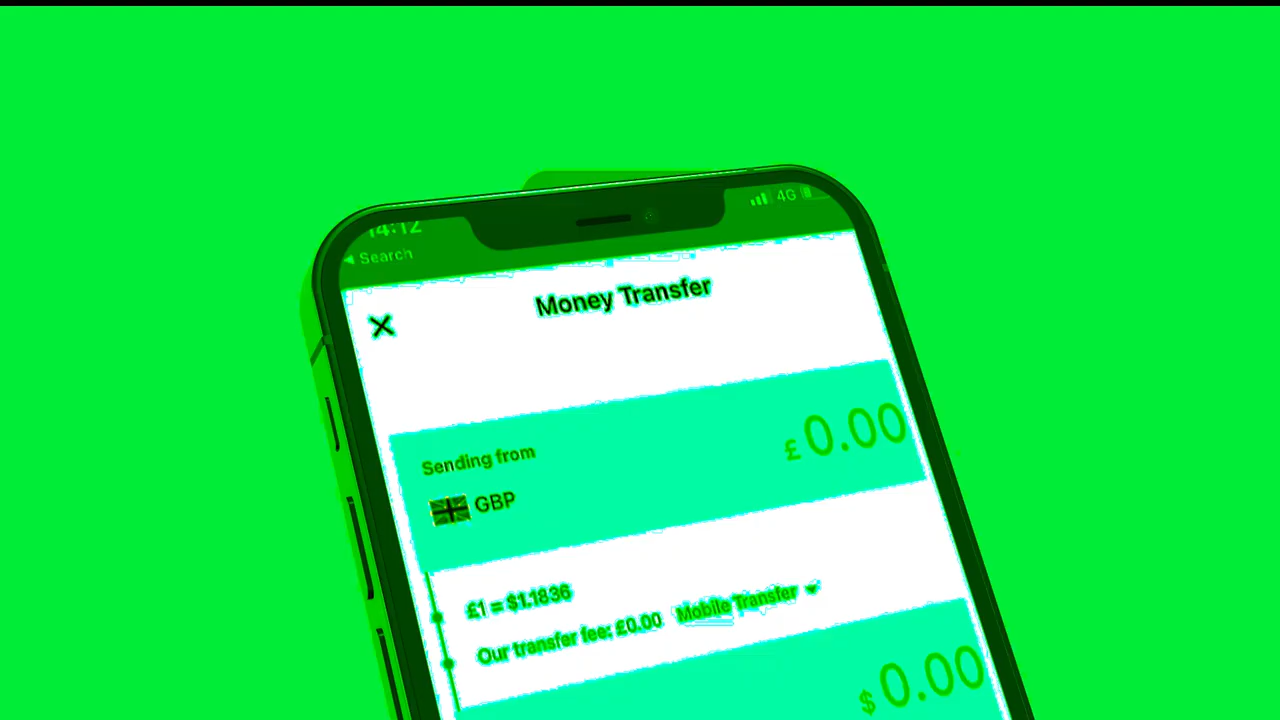 14:12
4G
◀ Search
Money Transfer
Sending from
£0.00
GBP
£1 = $1.1836
Our transfer fee: £0.00 Mobile Transfer
$0.00